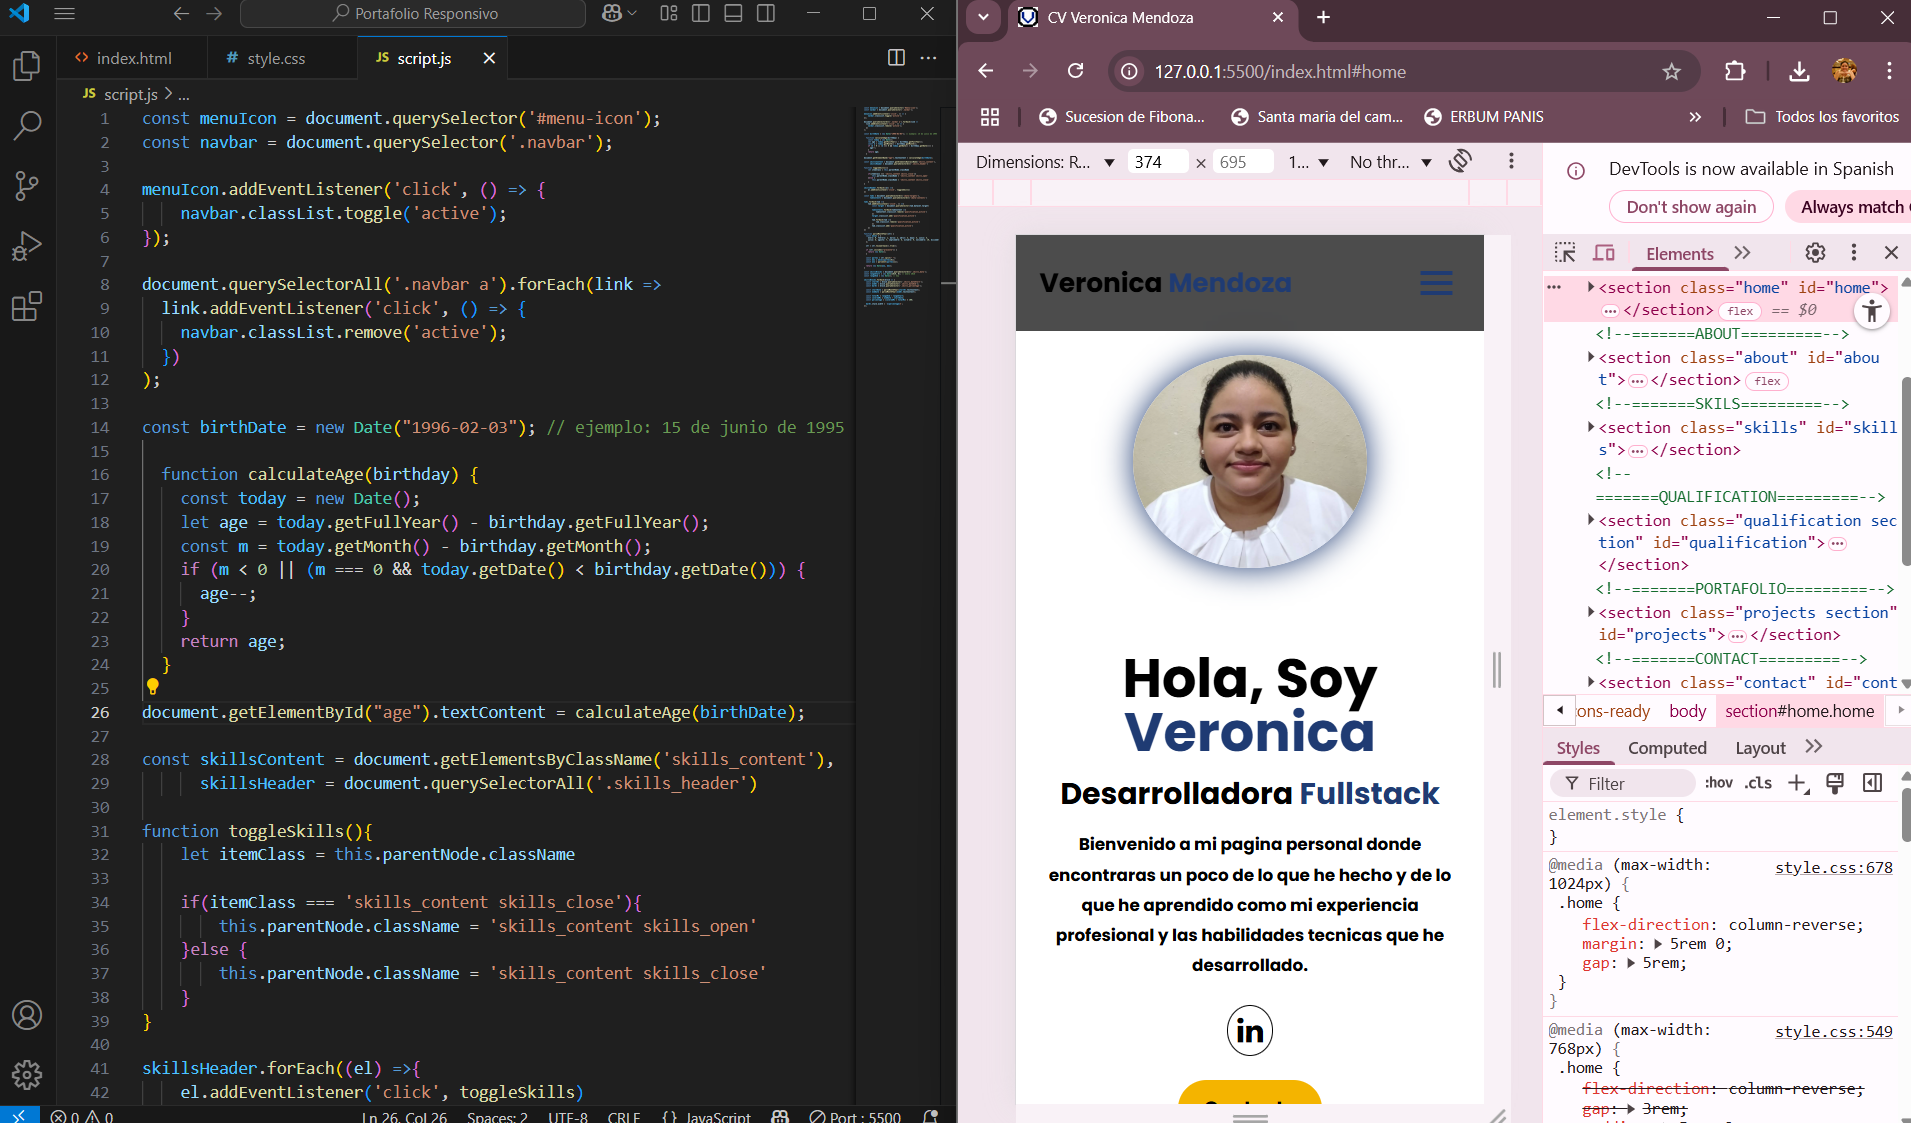 Portafolio Responsivo
index.html
style.css
JS script.js
JS script.js > ...
1 const menuIcon = document.querySelector('#menu-icon');
2 const navbar = document.querySelector('.navbar');
3
4 menuIcon.addEventListener('click', () => {
5 navbar.classList.toggle('active');
6 });
7
8 document.querySelectorAll('.navbar a').forEach(link =>
9 link.addEventListener('click', () => {
10 navbar.classList.remove('active');
11 })
12 );
13
14 const birthDate = new Date("1996-02-03"); // ejemplo: 15 de junio de 1995
15
16 function calculateAge(birthday) {
17 const today = new Date();
18 let age = today.getFullYear() - birthday.getFullYear();
19 const m = today.getMonth() - birthday.getMonth();
20 if (m < 0 || (m === 0 && today.getDate() < birthday.getDate())) {
21 age--;
22 }
23 return age;
24 }
25
26 document.getElementById("age").textContent = calculateAge(birthDate);
27
28 const skillsContent = document.getElementsByClassName('skills_content'),
29 skillsHeader = document.querySelectorAll('.skills_header')
30
31 function toggleSkills(){
32 let itemClass = this.parentNode.className
33
34 if(itemClass === 'skills_content skills_close'){
35 this.parentNode.className = 'skills_content skills_open'
36 }else {
37 this.parentNode.className = 'skills_content skills_close'
38 }
39 }
40
41 skillsHeader.forEach((el) =>{
42 el.addEventListener('click', toggleSkills)
0 0 Ln 26, Col 26 Spaces: 2 UTF-8 CRLF {} JavaScript Port : 5500
CV Veronica Mendoza
127.0.0.1:5500/index.html#home
Sucesion de Fibona... Santa maria del cam... ERBUM PANIS » Todos los favoritos
Dimensions: R... 374 × 695 1... No thr...
Veronica Mendoza
Hola, Soy
Veronica
Desarrolladora Fullstack
Bienvenido a mi pagina personal donde
encontraras un poco de lo que he hecho y de lo
que he aprendido como mi experiencia
profesional y las habilidades tecnicas que he
desarrollado.
in
DevTools is now available in Spanish
Don't show again Always match
Elements
<section class="home" id="home">
</section> flex == $0
<!--=======ABOUT=========-->
<section class="about" id="abou
t"> </section> flex
<!--=======SKILS=========-->
<section class="skills" id="skill
s"> </section>
<!--
=======QUALIFICATION=========-->
<section class="qualification sec
tion" id="qualification">
</section>
<!--=======PORTAFOLIO=========-->
<section class="projects section"
id="projects"> </section>
<!--=======CONTACT=========-->
<section class="contact" id="cont
ons-ready body section#home.home
Styles Computed Layout
Filter :hov .cls
element.style {
}
@media (max-width: style.css:678
1024px) {
.home {
flex-direction: column-reverse;
margin: 5rem 0;
gap: 5rem;
}
}
@media (max-width: style.css:549
768px) {
.home {
flex-direction: column-reverse;
gap: 3rem;